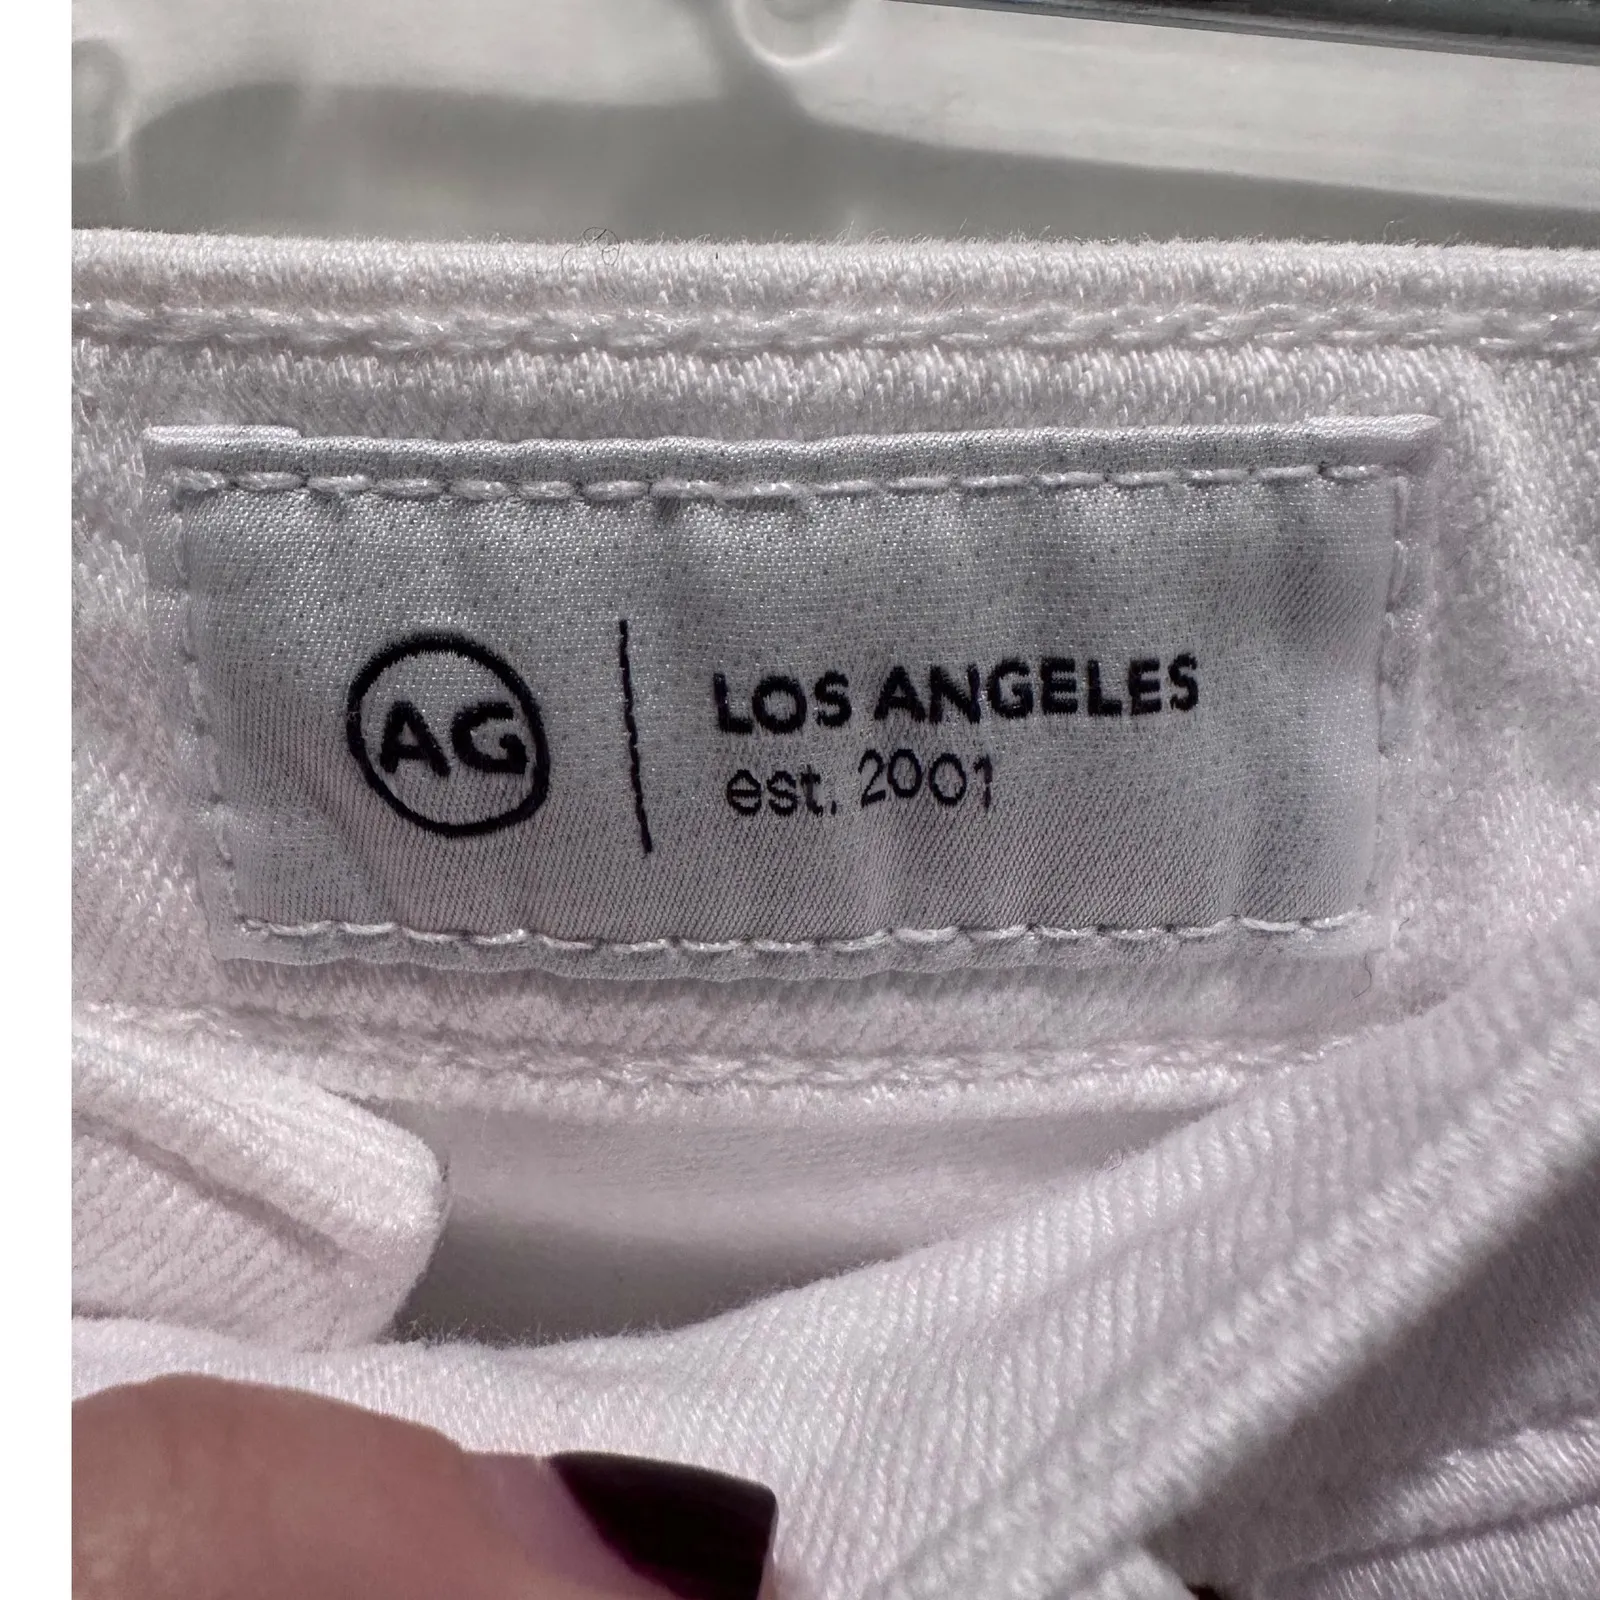 AG
LOS ANGELES
est. 2001